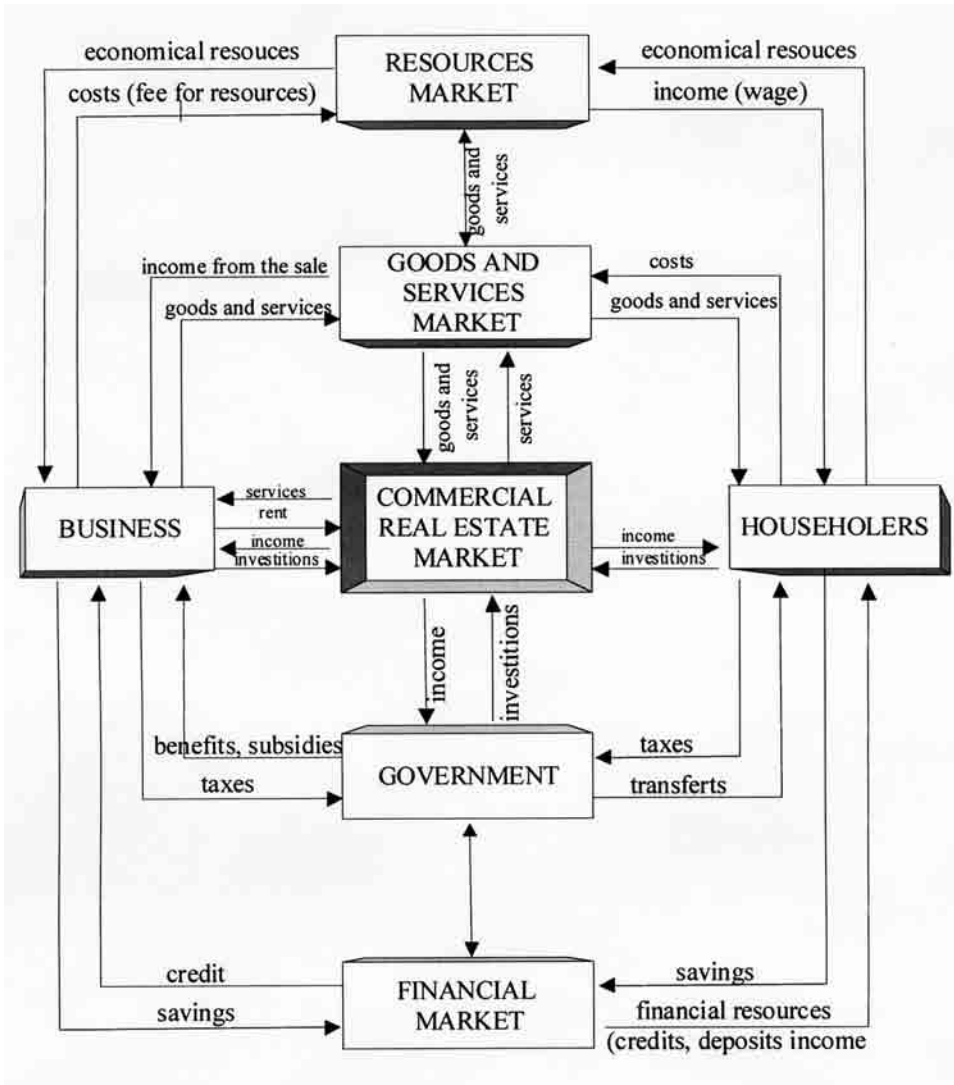 economical resouces
RESOURCES
MARKET
economical resouces
costs (fee for resources)
income (wage)
goods and
services
income from the sale
GOODS AND
SERVICES
MARKET
costs
goods and services
goods and services
goods and
services
services
BUSINESS
services
rent
income
investitions
COMMERCIAL
REAL ESTATE
MARKET
income
investitions
HOUSEHOLERS
income
investitions
benefits, subsidies
taxes
GOVERNMENT
taxes
transferts
credit
savings
FINANCIAL
MARKET
savings
financial resources
(credits, deposits income